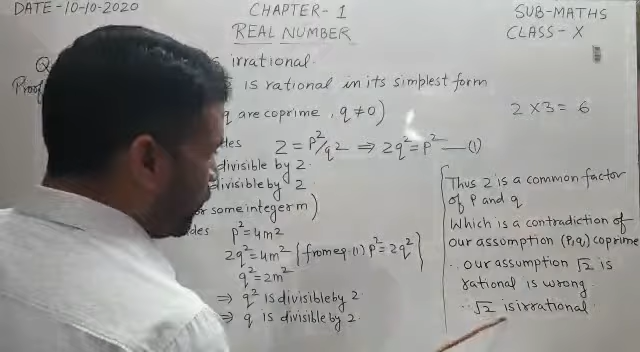 DATE-10-10-2020
CHAPTER-1
SUB-MATHS
REAL NUMBER
CLASS-X
Q irrational.
Proof is rational in its simplest form
q are coprime, q≠0)
2×3=6
des 2=P²/q² ⇒ 2q²=P² —(1)
divisible by 2.
divisible by 2.
or some integer m)
des P²=4m²
2q²=4m² {from eq.(1) P²=2q²}
q²=2m²
⇒ q² is divisible by 2
⇒ q is divisible by 2.
Thus 2 is a common factor
of P and q
Which is a contradiction of
our assumption (P,q) coprime
∴ our assumption √2 is
rational is wrong.
∴ √2 is irrational.